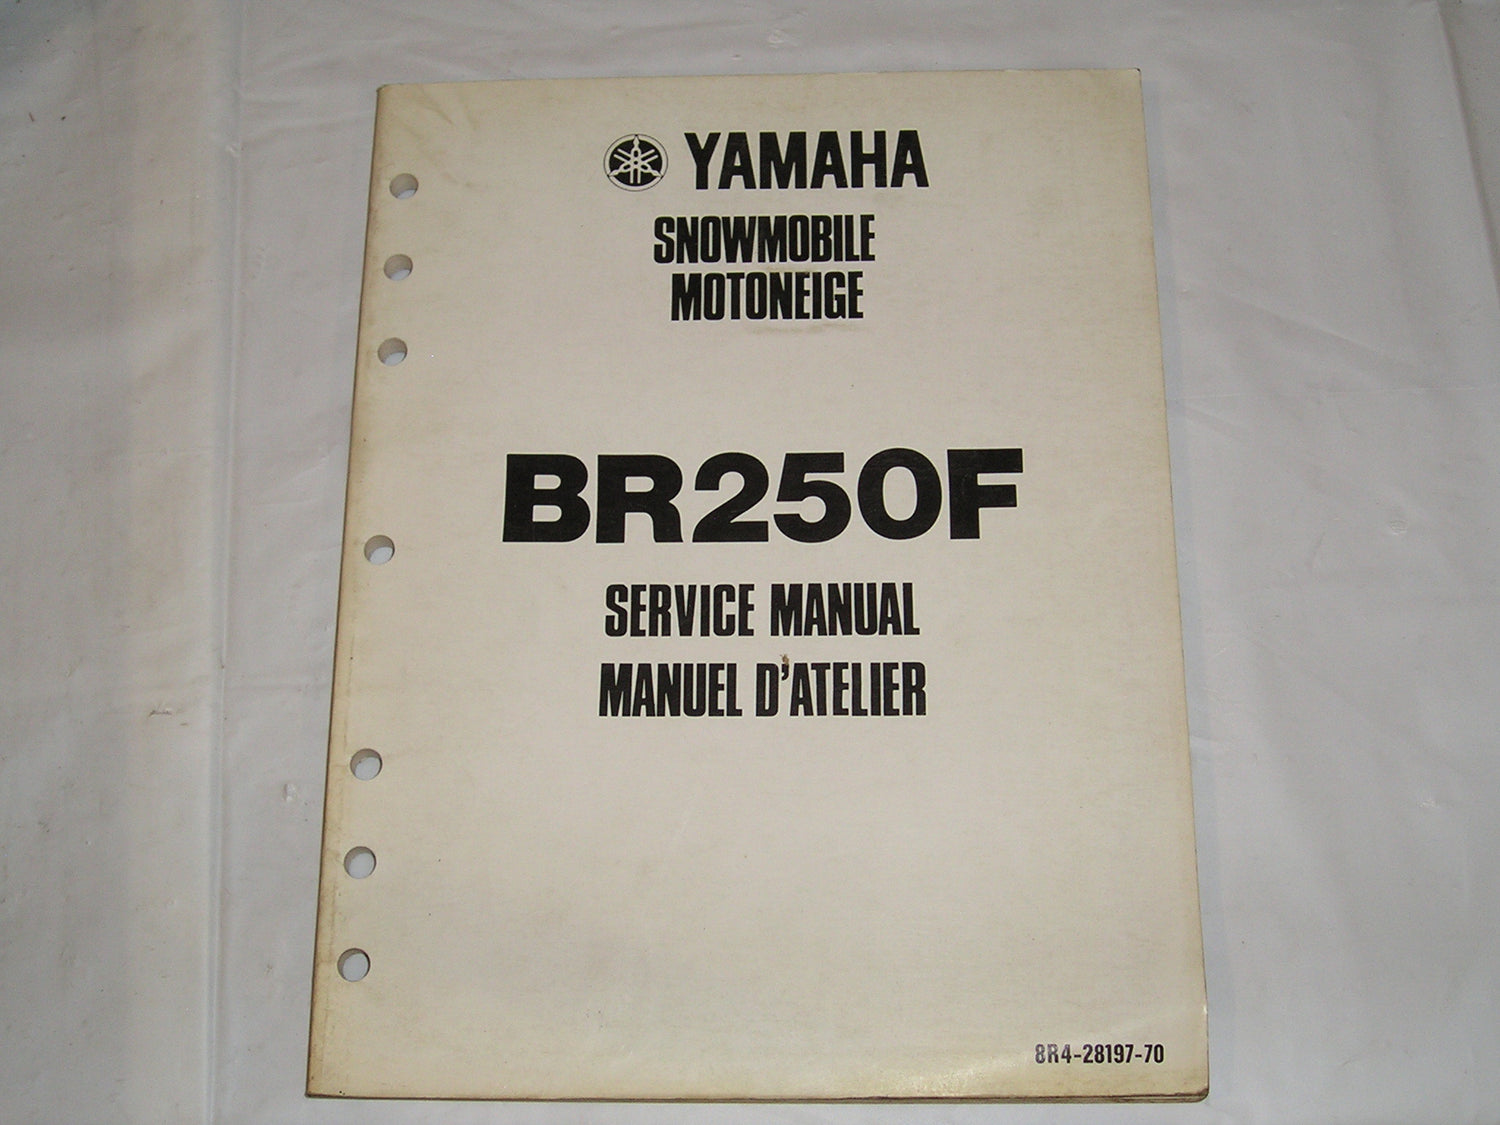 YAMAHA
SNOWMOBILE
MOTONEIGE
BR250F
SERVICE MANUAL
MANUEL D'ATELIER
8R4-28197-70